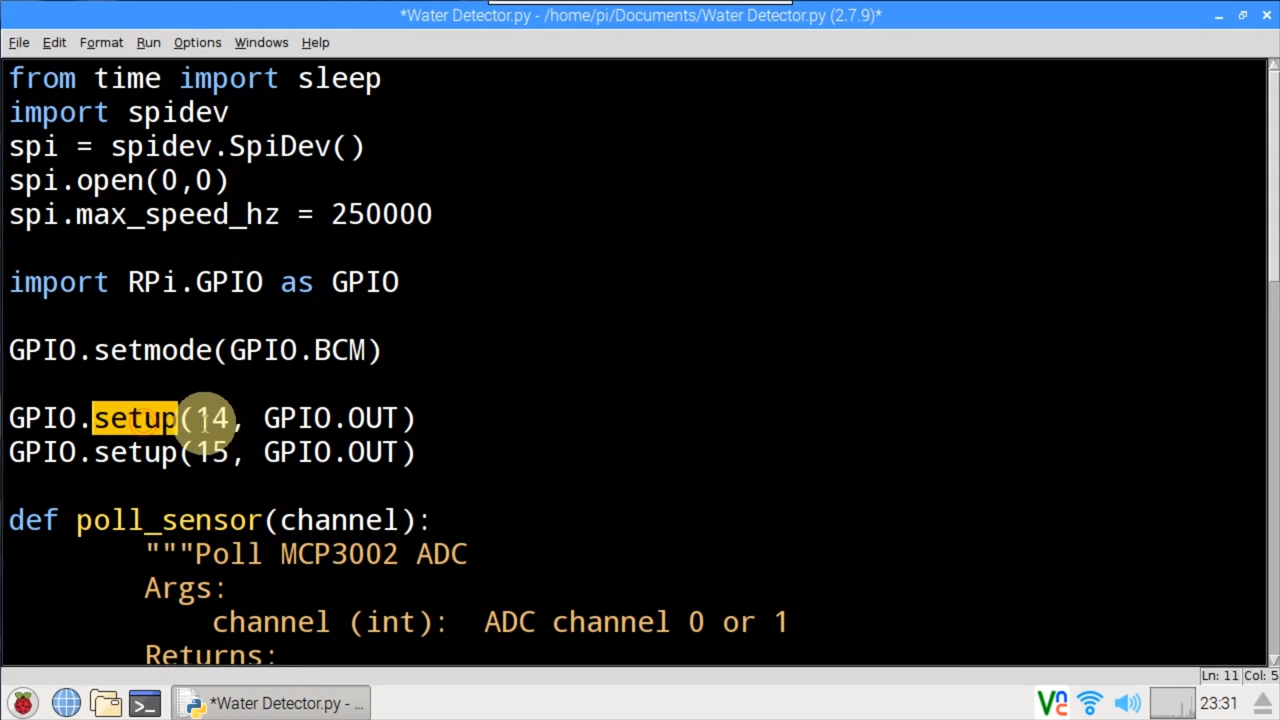 *Water Detector.py - /home/pi/Documents/Water Detector.py (2.7.9)*
File Edit Format Run Options Windows Help
from time import sleep
import spidev
spi = spidev.SpiDev()
spi.open(0,0)
spi.max_speed_hz = 250000
import RPi.GPIO as GPIO
GPIO.setmode(GPIO.BCM)
GPIO.setup(14, GPIO.OUT)
GPIO.setup(15, GPIO.OUT)
def poll_sensor(channel):
"""Poll MCP3002 ADC
Args:
channel (int):  ADC channel 0 or 1
Returns:
Ln: 11 Col: 5
*Water Detector.py - ...
VNC
23:31